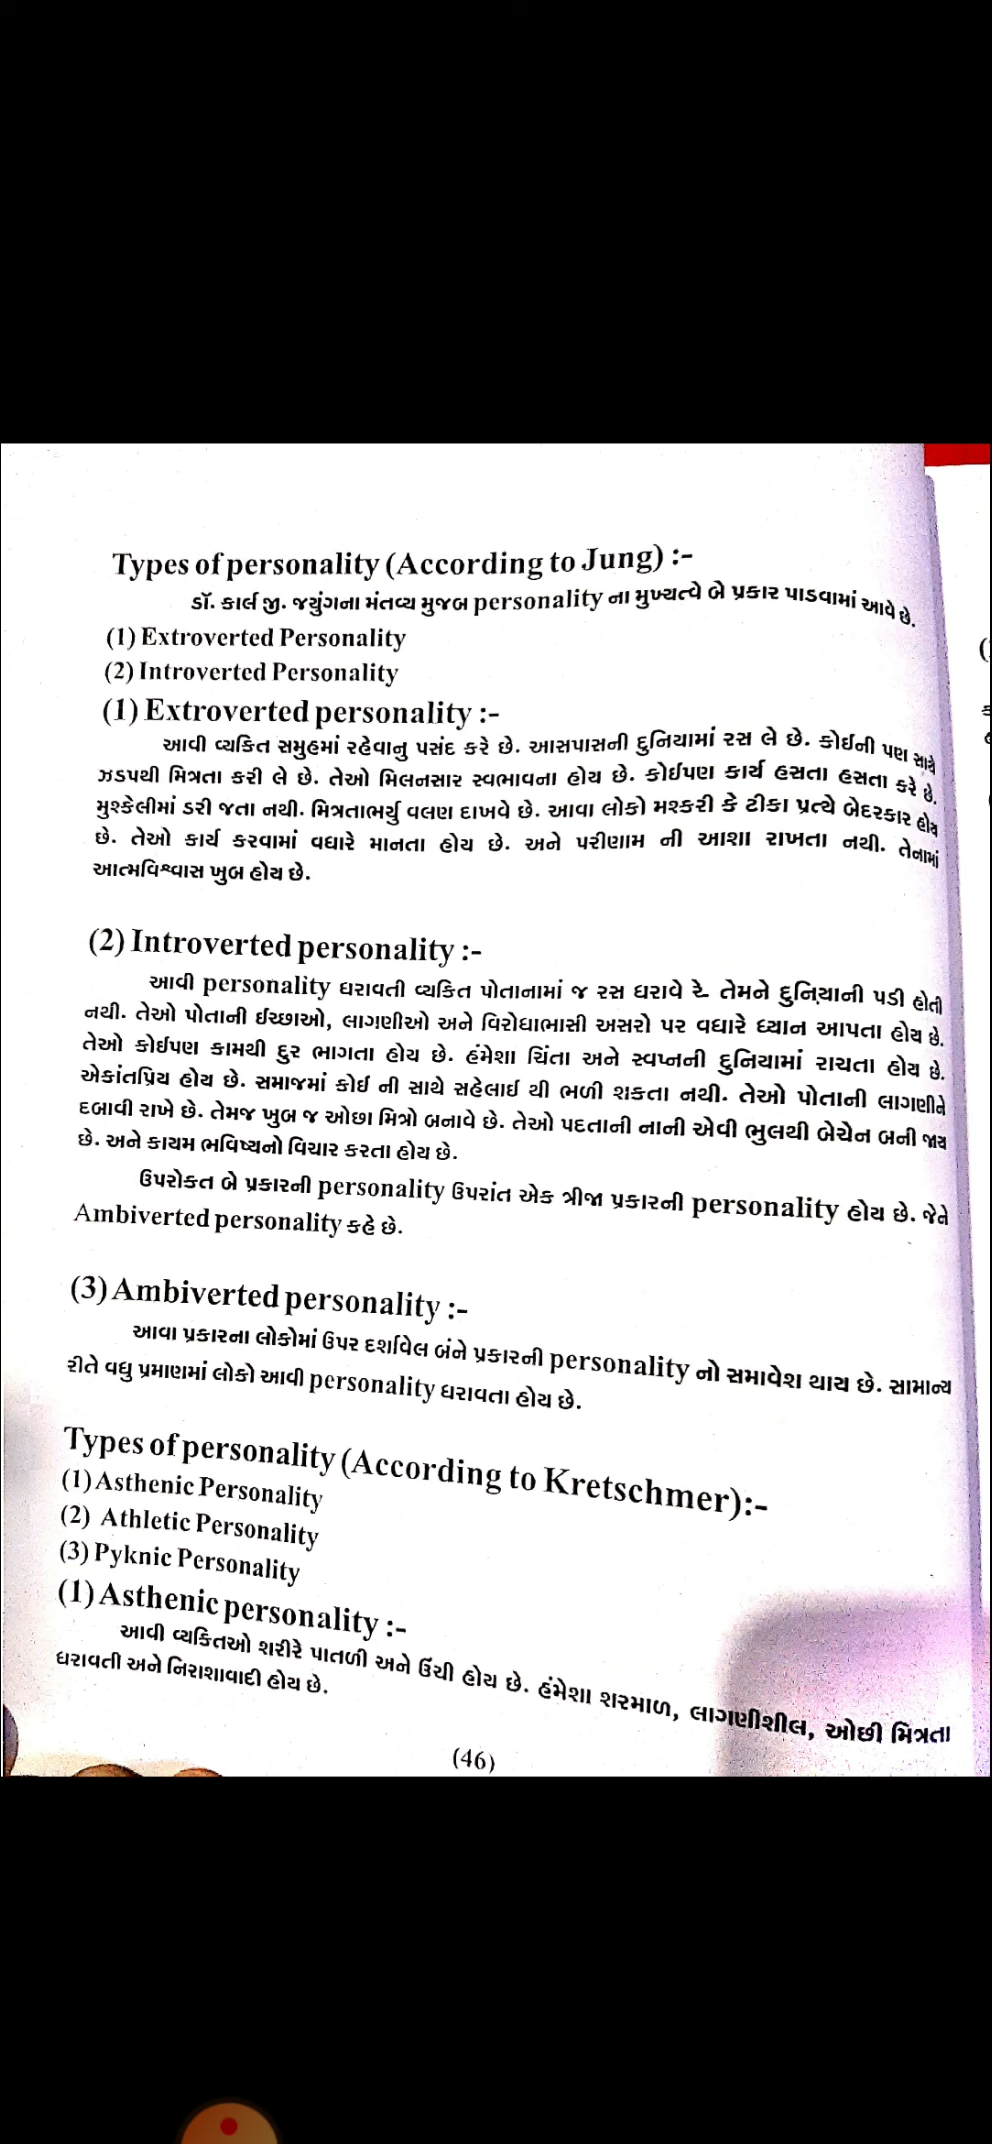 Types of personality (According to Jung) :-
ડૉ. કાર્લ જી. જયુંગના મંતવ્ય મુજબ personality ના મુખ્યત્વે બે પ્રકાર પાડવામાં આવે છે.
(1) Extroverted Personality
(2) Introverted Personality
(1) Extroverted personality :-
આવી વ્યકિત સમુહમાં રહેવાનુ પસંદ કરે છે. આસપાસની દુનિયામાં રસ લે છે. કોઈની પણ સાથે
ઝડપથી મિત્રતા કરી લે છે. તેઓ મિલનસાર સ્વભાવના હોય છે. કોઈપણ કાર્ય હસતા હસતા કરે છે.
મુશ્કેલીમાં ડરી જતા નથી. મિત્રતાભર્યુ વલણ દાખવે છે. આવા લોકો મશ્કરી કે ટીકા પ્રત્યે બેદરકાર હોય
છે. તેઓ કાર્ય કરવામાં વધારે માનતા હોય છે. અને પરીણામ ની આશા રાખતા નથી. તેનામાં
આત્મવિશ્વાસ ખુબ હોય છે.
(2) Introverted personality :-
આવી personality ધરાવતી વ્યકિત પોતાનામાં જ રસ ધરાવે રે. તેમને દુનિયાની પડી હોતી
નથી. તેઓ પોતાની ઈચ્છાઓ, લાગણીઓ અને વિરોધાભાસી અસરો પર વધારે ધ્યાન આપતા હોય છે.
તેઓ કોઈપણ કામથી દુર ભાગતા હોય છે. હંમેશા ચિંતા અને સ્વપ્નની દુનિયામાં રાચતા હોય છે.
એકાંતપ્રિય હોય છે. સમાજમાં કોઈ ની સાથે સહેલાઈ થી ભળી શકતા નથી. તેઓ પોતાની લાગણીને
દબાવી રાખે છે. તેમજ ખુબ જ ઓછા મિત્રો બનાવે છે. તેઓ પદતાની નાની એવી ભુલથી બેચેન બની જાય
છે. અને કાયમ ભવિષ્યનો વિચાર કરતા હોય છે.
ઉપરોકત બે પ્રકારની personality ઉપરાંત એક ત્રીજા પ્રકારની personality હોય છે. જેને
Ambiverted personality કહે છે.
(3) Ambiverted personality :-
આવા પ્રકારના લોકોમાં ઉપર દર્શાવેલ બંને પ્રકારની personality નો સમાવેશ થાય છે. સામાન્ય
રીતે વધુ પ્રમાણમાં લોકો આવી personality ધરાવતા હોય છે.
Types of personality (According to Kretschmer):-
(1) Asthenic Personality
(2) Athletic Personality
(3) Pyknic Personality
(1) Asthenic personality :-
આવી વ્યકિતઓ શરીરે પાતળી અને ઉંચી હોય છે. હંમેશા શરમાળ, લાગણીશીલ, ઓછી મિત્રતા
ધરાવતી અને નિરાશાવાદી હોય છે.
(46)